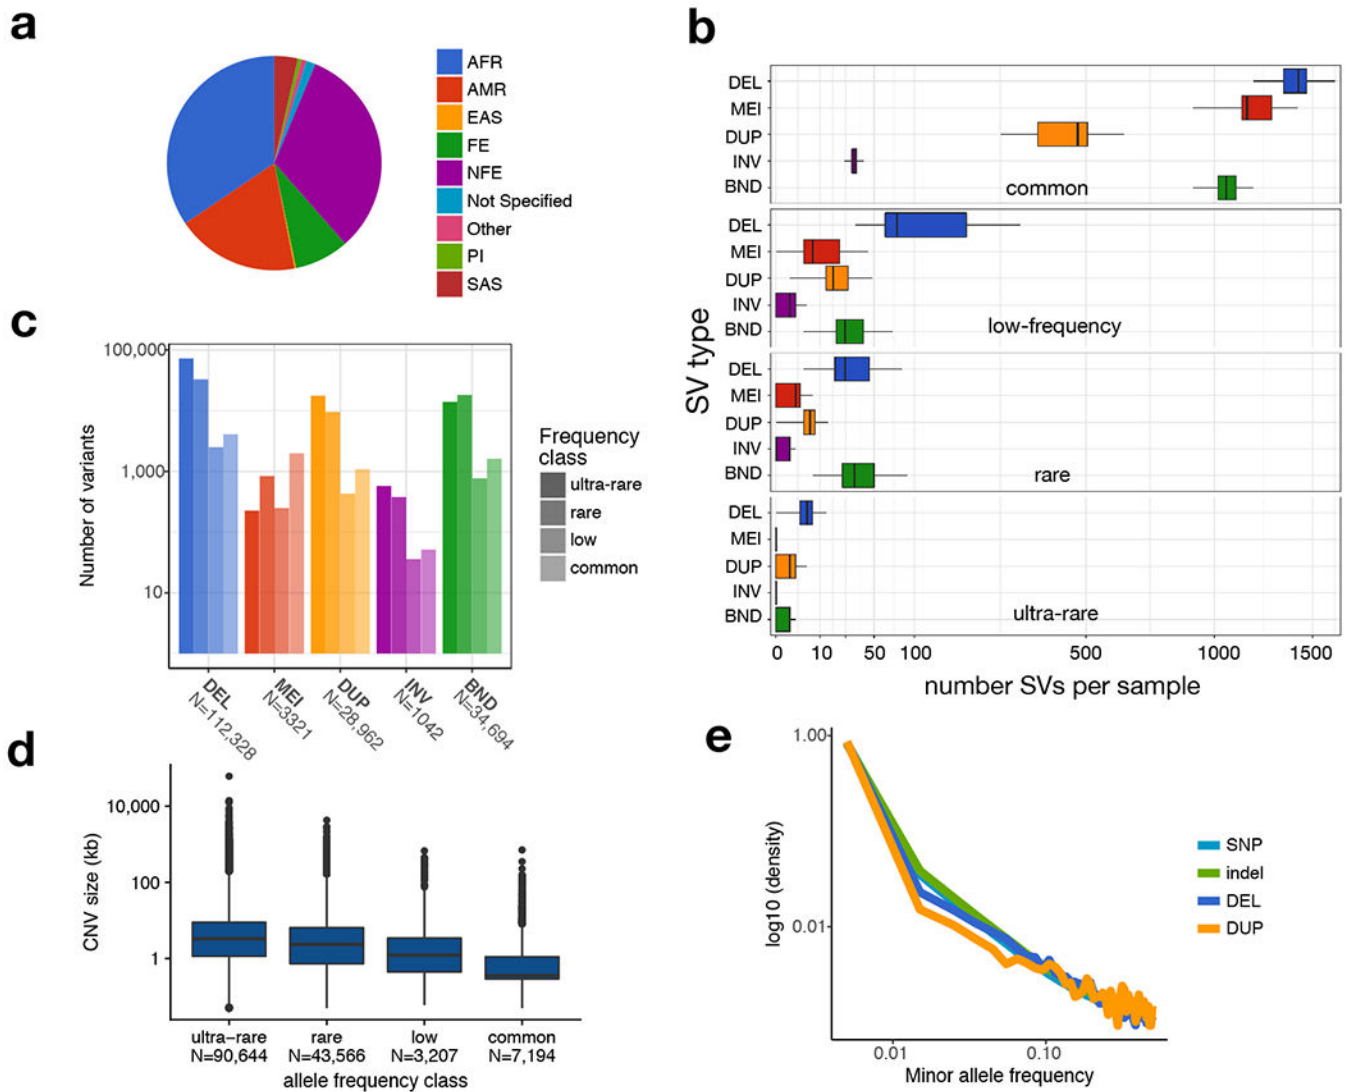 a
AFR
AMR
EAS
FE
NFE
Not Specified
Other
PI
SAS
b
SV type
DEL
MEI
DUP
INV
BND
common
DEL
MEI
DUP
INV
BND
low-frequency
DEL
MEI
DUP
INV
BND
rare
DEL
MEI
DUP
INV
BND
ultra-rare
0 10 50 100 500 1000 1500
number SVs per sample
c
Number of variants
100,000
1,000
10
DEL
N=112,328
MEI
N=3321
DUP
N=28,962
INV
N=1042
BND
N=34,694
Frequency
class
ultra-rare
rare
low
common
d
CNV size (kb)
10,000
100
1
ultra-rare rare low common
N=90,644 N=43,566 N=3,207 N=7,194
allele frequency class
e
log10 (density)
1.00
0.01
0.01 0.10
Minor allele frequency
SNP
indel
DEL
DUP